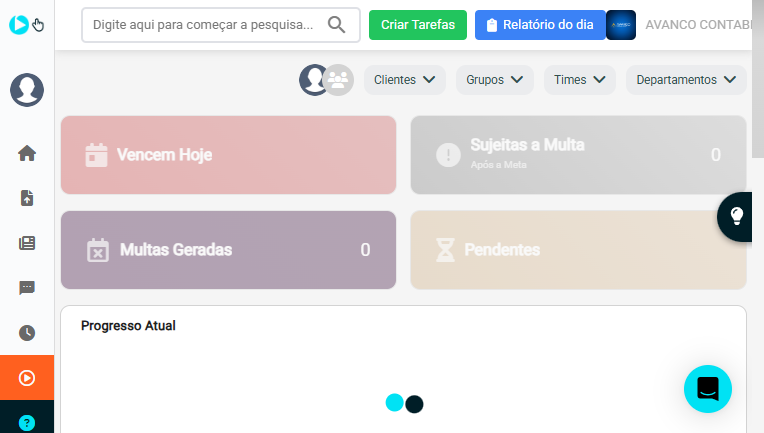 Digite aqui para começar a pesquisa...
Criar Tarefas
Relatório do dia
AVANCO CONTABI
Clientes
Grupos
Times
Departamentos
Vencem Hoje
Sujeitas a Multa
Após a Meta
0
Multas Geradas
0
Pendentes
Progresso Atual
?